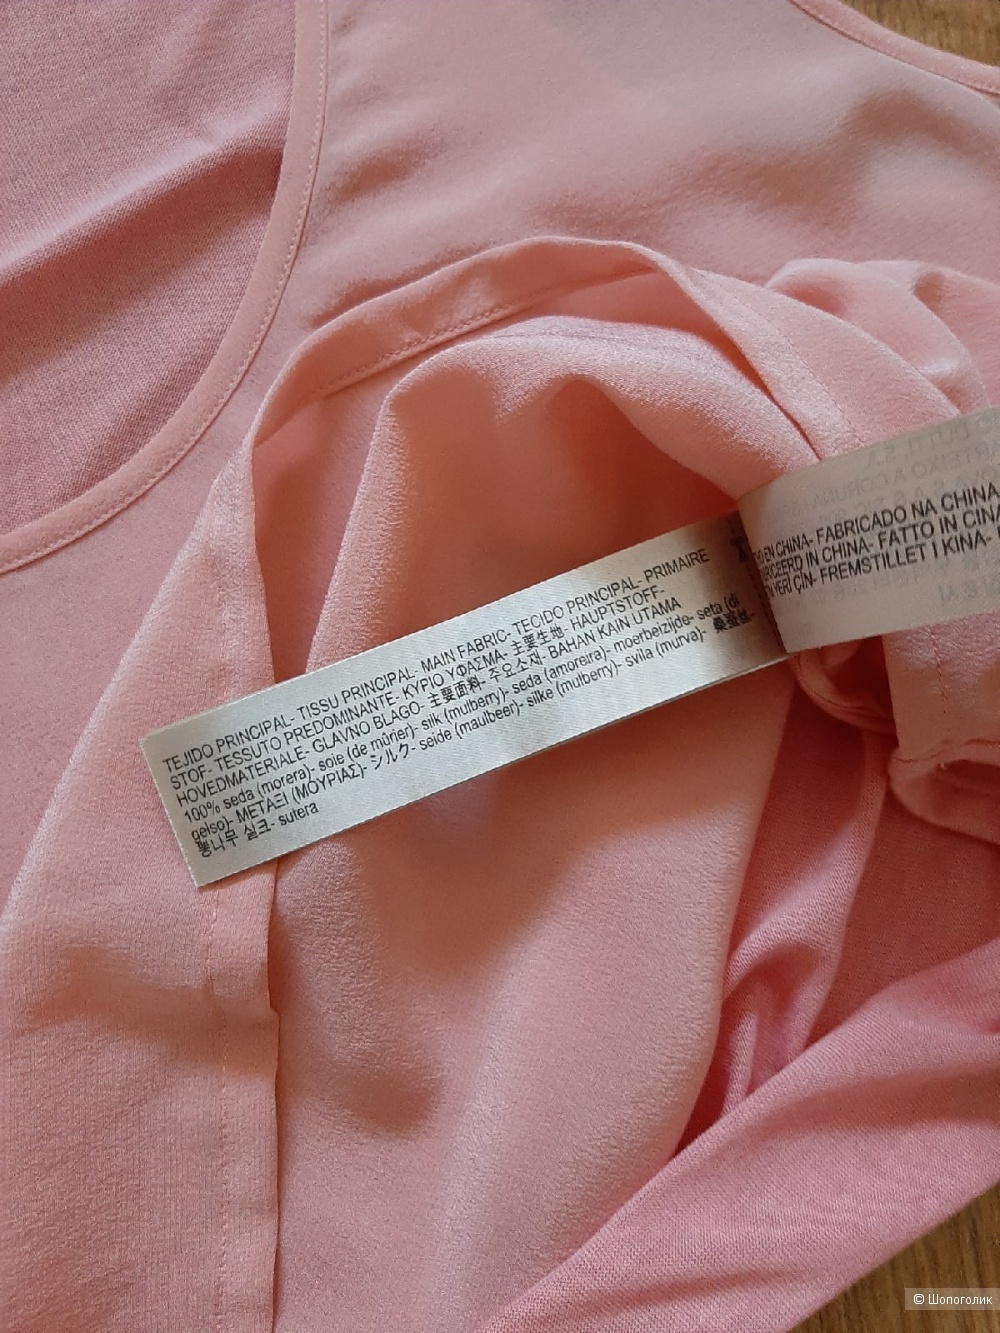 TEJIDO PRINCIPAL- TISSU PRINCIPAL- MAIN FABRIC- TECIDO PRINCIPAL- PRIMAIRE
STOF- TESSUTO PREDOMINANTE- ΚΥΡΙΟ ΥΦΑΣΜΑ- 主要生地- HAUPTSTOFF-
HOVEDMATERIALE- GLAVNO BLAGO- 主要面料- 주요소재- BAHAN KAIN UTAMA
100% seda (morera)- soie (de mûrier)- silk (mulberry)- seda (amoreira)- moerbeizijde- seta (di
gelso)- ΜΕΤΑΞΙ (ΜΟΥΡΙΑΣ)- シルク- seide (maulbeer)- silke (mulberry)- svila (murva)- 桑蚕丝-
뽕나무 실크- sutera
EN CHINA- FABRICADO NA CHINA
IN CHINA- FATTO IN CINA
YERİ ÇİN- FREMSTILLET I KINA-
© Шопоголик